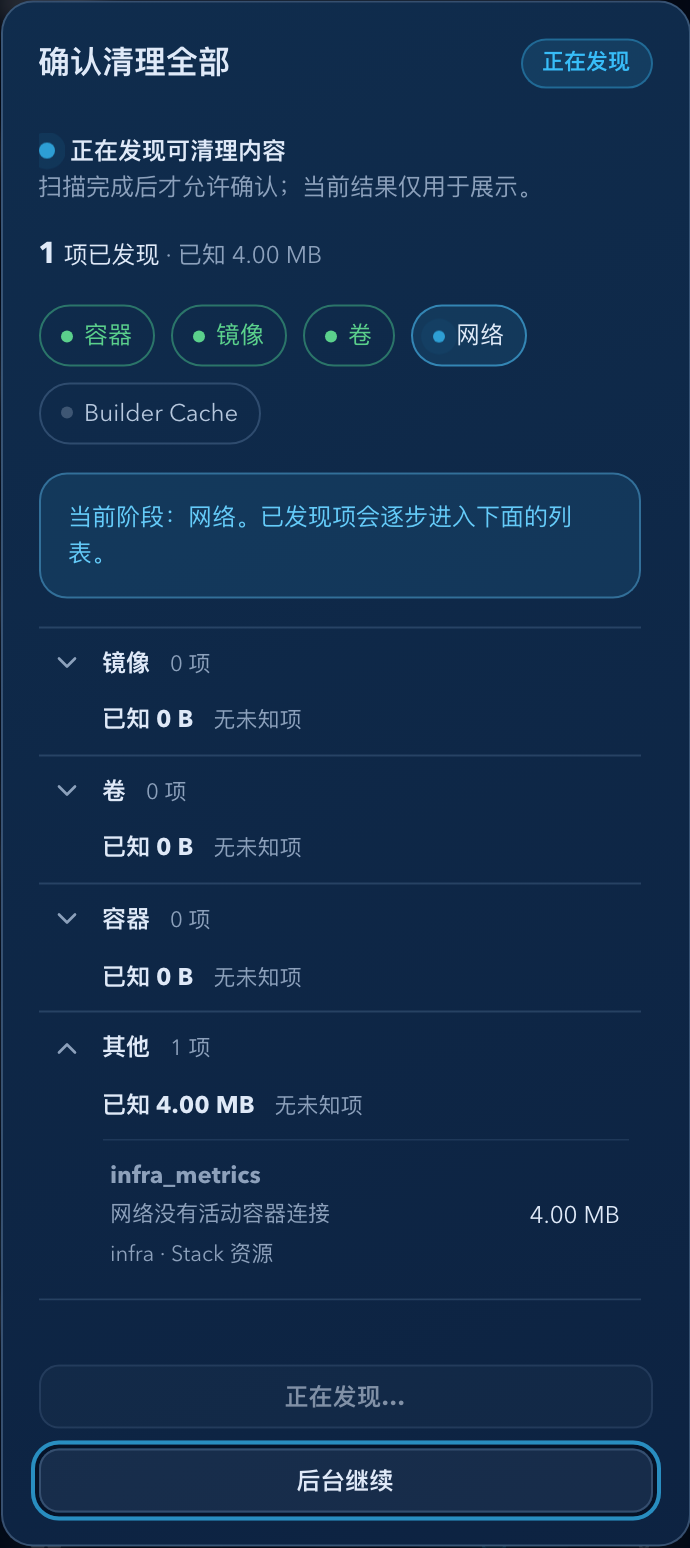 确认清理全部
正在发现
正在发现可清理内容
扫描完成后才允许确认；当前结果仅用于展示。
1 项已发现 · 已知 4.00 MB
容器
镜像
卷
网络
Builder Cache
当前阶段：网络。已发现项会逐步进入下面的列
表。
镜像 0 项
已知 0 B 无未知项
卷 0 项
已知 0 B 无未知项
容器 0 项
已知 0 B 无未知项
其他 1 项
已知 4.00 MB 无未知项
infra_metrics
网络没有活动容器连接
4.00 MB
infra · Stack 资源
正在发现...
后台继续